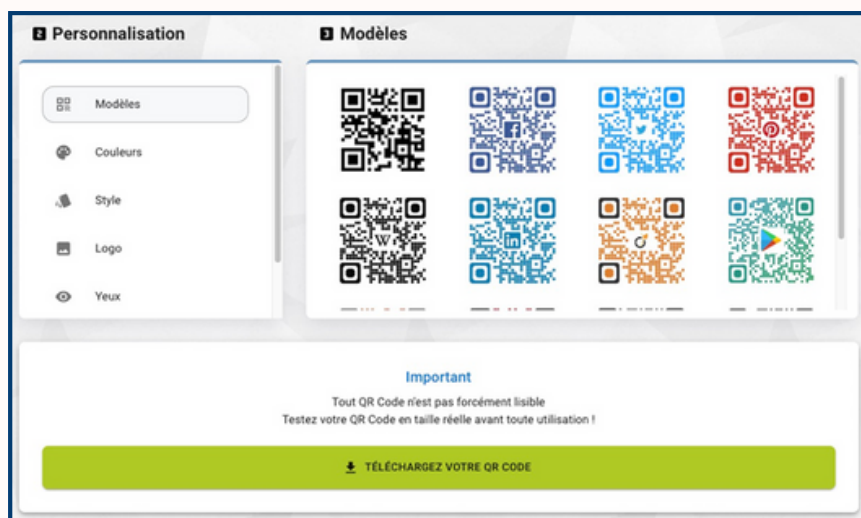 2 Personnalisation
3 Modèles
Modèles
Couleurs
Style
Logo
Yeux
W
in
Important
Tout QR Code n'est pas forcément lisible
Testez votre QR Code en taille réelle avant toute utilisation !
TÉLÉCHARGEZ VOTRE QR CODE